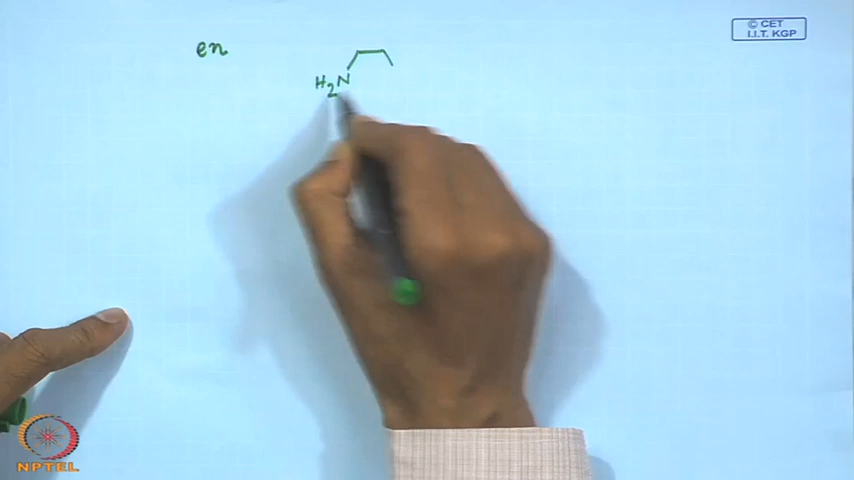 en
H2N
© CET
I.I.T. KGP
NPTEL